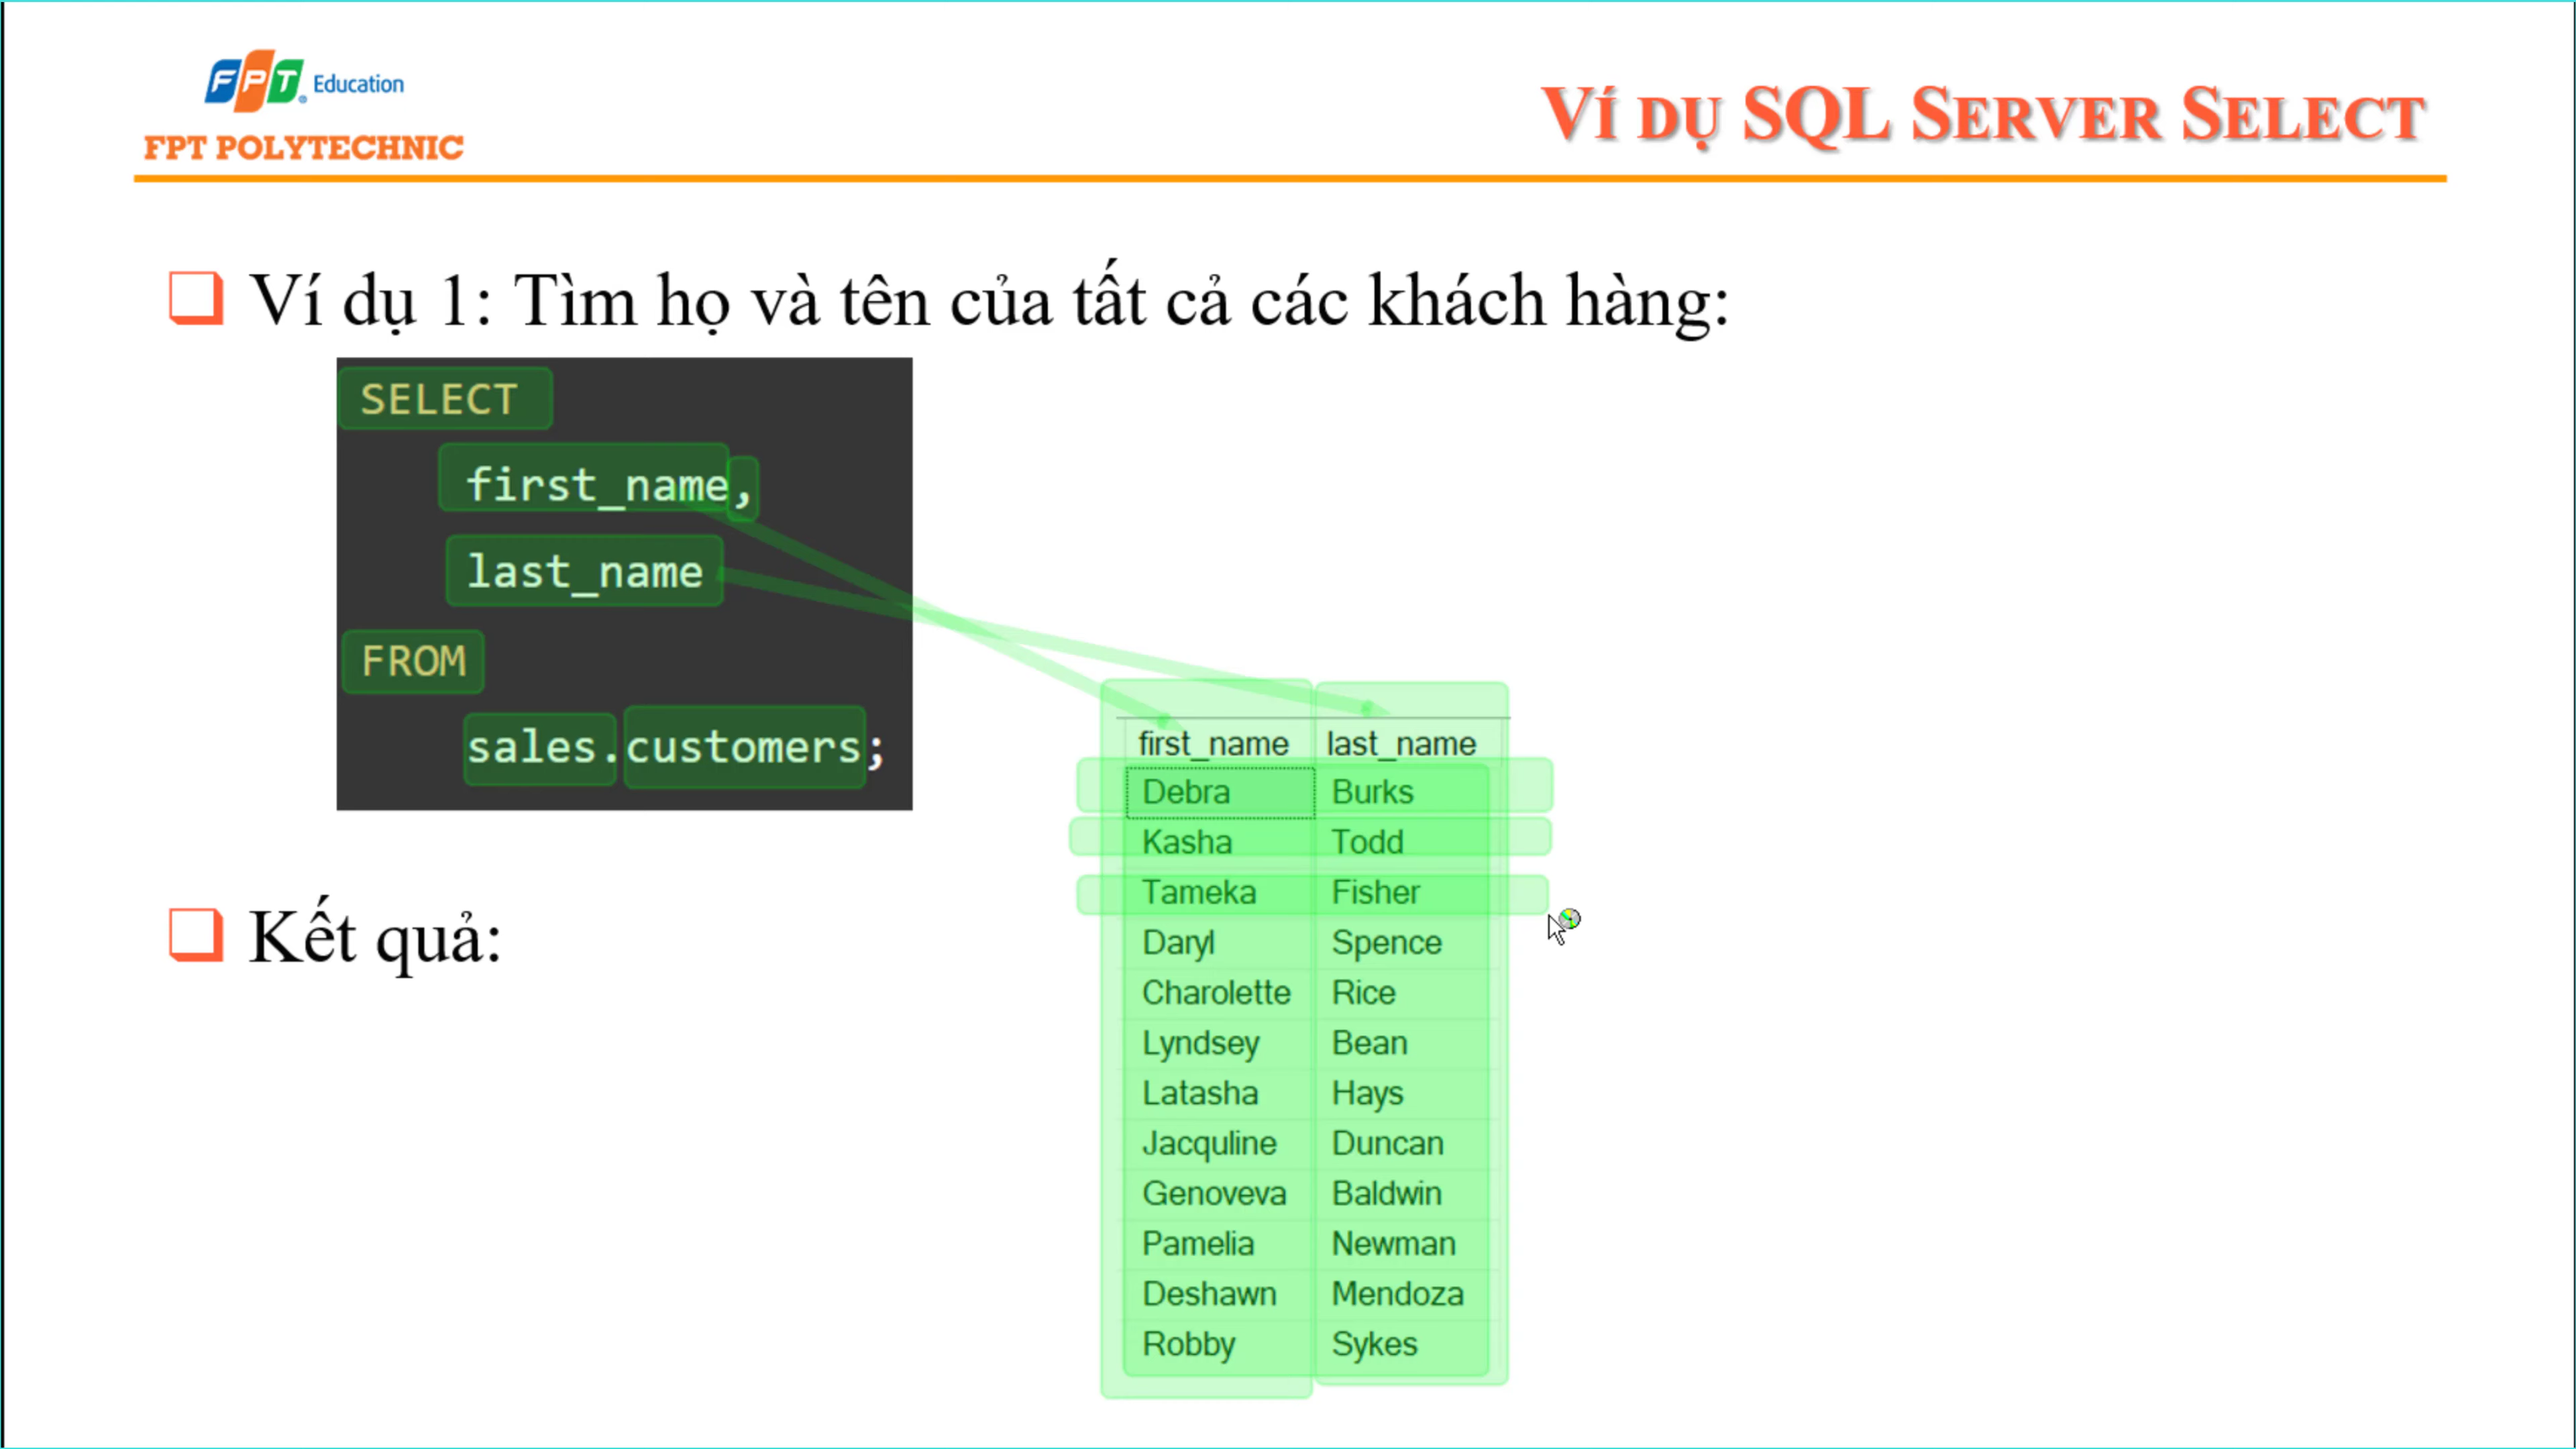 FPT Education
FPT POLYTECHNIC
VÍ DỤ SQL SERVER SELECT
Ví dụ 1: Tìm họ và tên của tất cả các khách hàng:
SELECT
first_name,
last_name
FROM
sales.customers;
Kết quả:
first_name last_name
Debra Burks
Kasha Todd
Tameka Fisher
Daryl Spence
Charolette Rice
Lyndsey Bean
Latasha Hays
Jacquline Duncan
Genoveva Baldwin
Pamelia Newman
Deshawn Mendoza
Robby Sykes